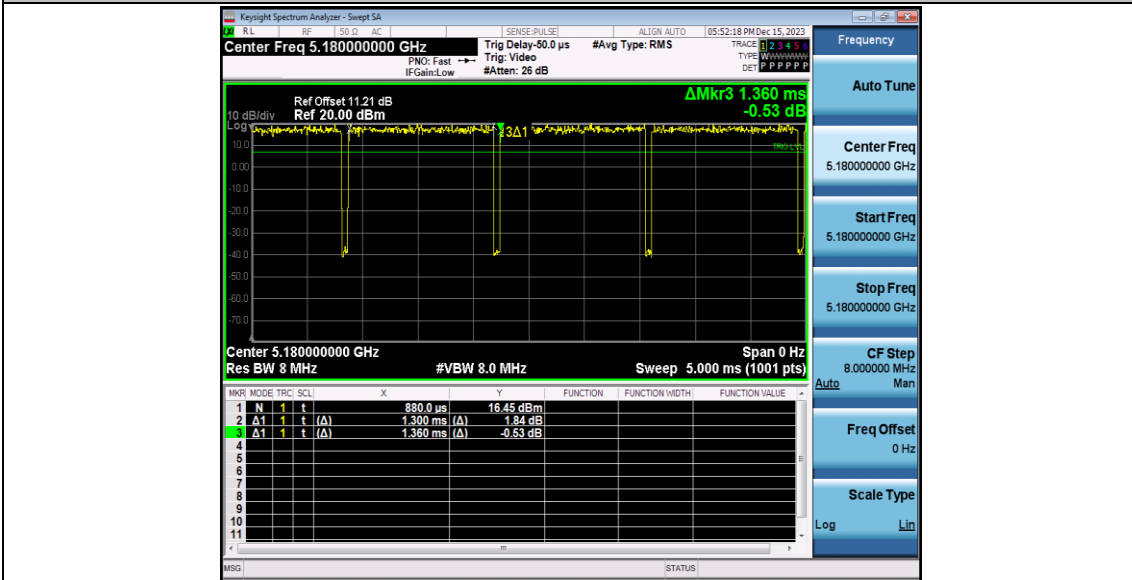 Keysight Spectrum Analyzer - Swept SA
RL RF 50 Ω AC SENSE:PULSE ALIGN AUTO 05:52:18 PM Dec 15, 2023
Center Freq 5.180000000 GHz
PNO: Fast
IFGain:Low
Trig Delay-50.0 µs
Trig: Video
#Atten: 26 dB
#Avg Type: RMS
TRACE 1 2 3 4 5 6
TYPE WWWWWW
DET P P P P P P
Frequency
Auto Tune
Center Freq
5.180000000 GHz
Start Freq
5.180000000 GHz
Stop Freq
5.180000000 GHz
CF Step
8.000000 MHz
Auto Man
Freq Offset
0 Hz
Scale Type
Log Lin
ΔMkr3 1.360 ms
-0.53 dB
Ref Offset 11.21 dB
10 dB/div Ref 20.00 dBm
Log
3Δ1
TRIG LVL
10.0
0.00
-10.0
-20.0
-30.0
-40.0
-50.0
-60.0
-70.0
Center 5.180000000 GHz Span 0 Hz
Res BW 8 MHz #VBW 8.0 MHz Sweep 5.000 ms (1001 pts)
MKR MODE TRC SCL X Y FUNCTION FUNCTION WIDTH FUNCTION VALUE
1 N 1 t 880.0 µs 16.45 dBm
2 Δ1 1 t (Δ) 1.300 ms (Δ) 1.84 dB
3 Δ1 1 t (Δ) 1.360 ms (Δ) -0.53 dB
4
5
6
7
8
9
10
11
MSG STATUS